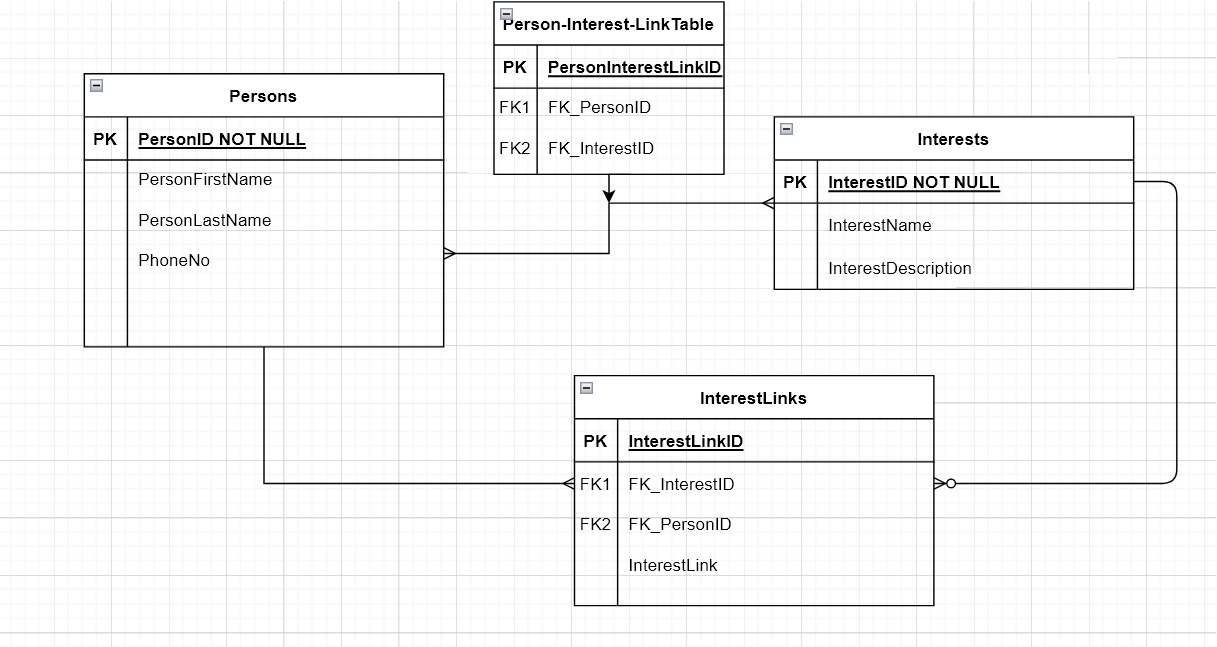 Person-Interest-LinkTable
PK PersonInterestLinkID
FK1 FK_PersonID
FK2 FK_InterestID
Persons
PK PersonID NOT NULL
PersonFirstName
PersonLastName
PhoneNo
Interests
PK InterestID NOT NULL
InterestName
InterestDescription
InterestLinks
PK InterestLinkID
FK1 FK_InterestID
FK2 FK_PersonID
InterestLink